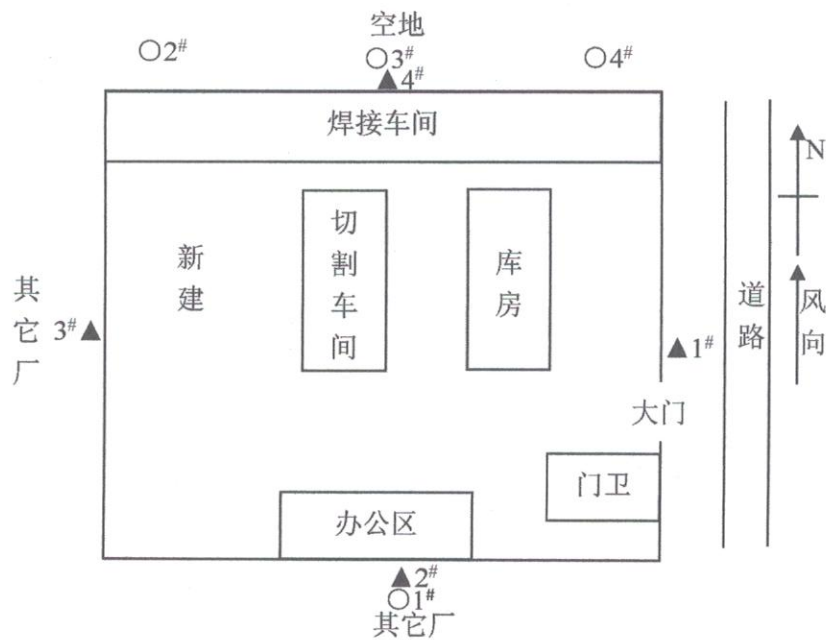 空地
○2#
○3#
○4#
▲4#
焊接车间
N
新建
切割车间
库房
其它厂
3#▲
▲1#
道路
风向
大门
门卫
办公区
▲2#
○1#
其它厂